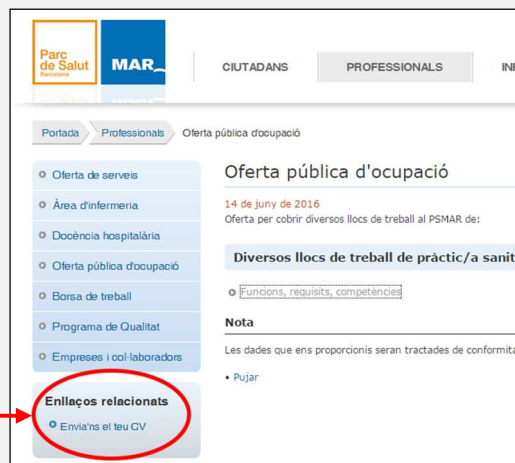 Parc
de Salut
Barcelona
MAR
CIUTADANS
PROFESSIONALS
Portada
Professionals
Oferta pública d'ocupació
Oferta de serveis
Àrea d'infermeria
Docència hospitalària
Oferta pública d'ocupació
Borsa de treball
Programa de Qualitat
Empreses i col·laboradors
Enllaços relacionats
Envia'ns el teu CV
Oferta pública d'ocupació
14 de juny de 2016
Oferta per cobrir diversos llocs de treball al PSMAR de:
Diversos llocs de treball de pràctic/a sanit
Funcions, requisits, competències
Nota
Les dades que ens proporcionis seran tractades de conformita
• Pujar